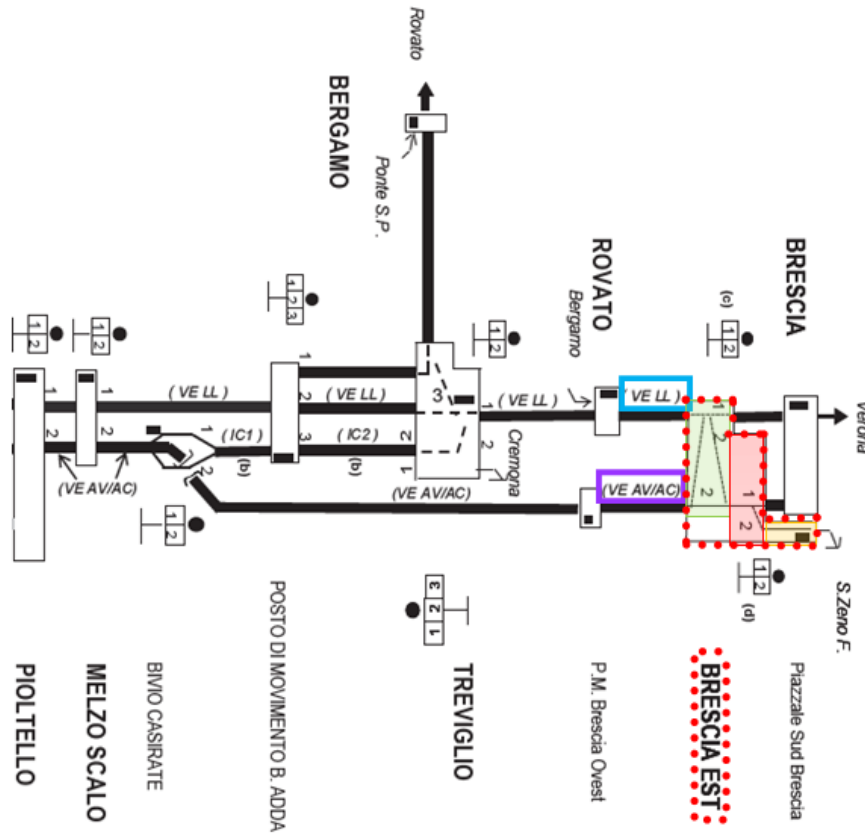 Rovato
BERGAMO
Ponte S.P.
ROVATO
Bergamo
BRESCIA
Verona
(c)
1 2
1 2
1 2 3
1 2
1 2
1
2
1
2
( VE LL )
1
2
3
( VE LL )
3
2
1
1
2
( VE LL )
( VE LL )
1
2
2
1
2
1
2
( IC1 )
(b)
( IC2 )
(b)
Cremona
(VE AV/AC)
(VE AV/AC)
(VE AV/AC)
1 2
1 2 3
1 2
(d)
S.Zeno F.
PIOLTELLO
MELZO SCALO
BIVIO CASIRATE
POSTO DI MOVIMENTO B. ADDA
TREVIGLIO
P.M. Brescia Ovest
BRESCIA EST
Piazzale Sud Brescia